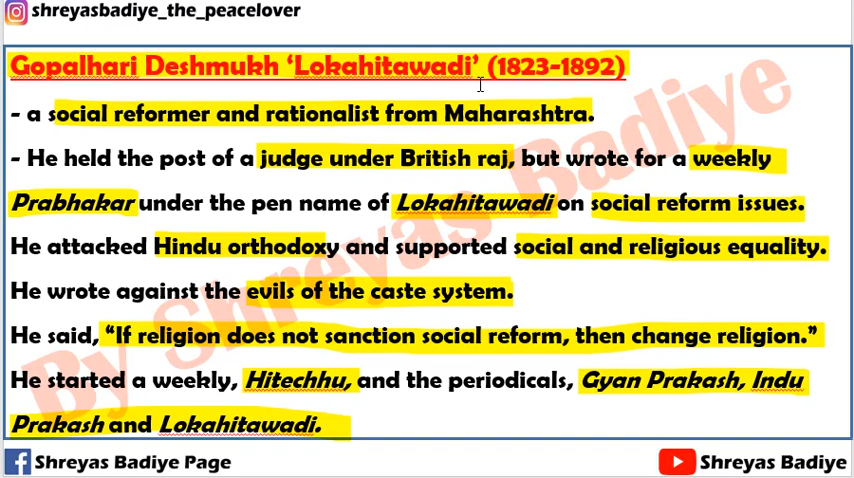 shreyasbadiye_the_peacelover
Gopalhari Deshmukh ‘Lokahitawadi’ (1823-1892)
- a social reformer and rationalist from Maharashtra.
- He held the post of a judge under British raj, but wrote for a weekly
Prabhakar under the pen name of Lokahitawadi on social reform issues.
He attacked Hindu orthodoxy and supported social and religious equality.
He wrote against the evils of the caste system.
He said, “If religion does not sanction social reform, then change religion.”
He started a weekly, Hitechhu, and the periodicals, Gyan Prakash, Indu
Prakash and Lokahitawadi.
By Shreyas Badiye
Shreyas Badiye Page
Shreyas Badiye